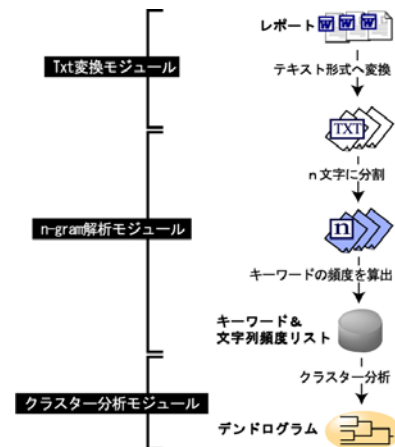 レポート
W W W
Txt変換モジュール
テキスト形式へ変換
TXT
n文字に分割
n-gram解析モジュール
n
キーワードの頻度を算出
キーワード＆
文字列頻度リスト
クラスター分析
クラスター分析モジュール
デンドログラム